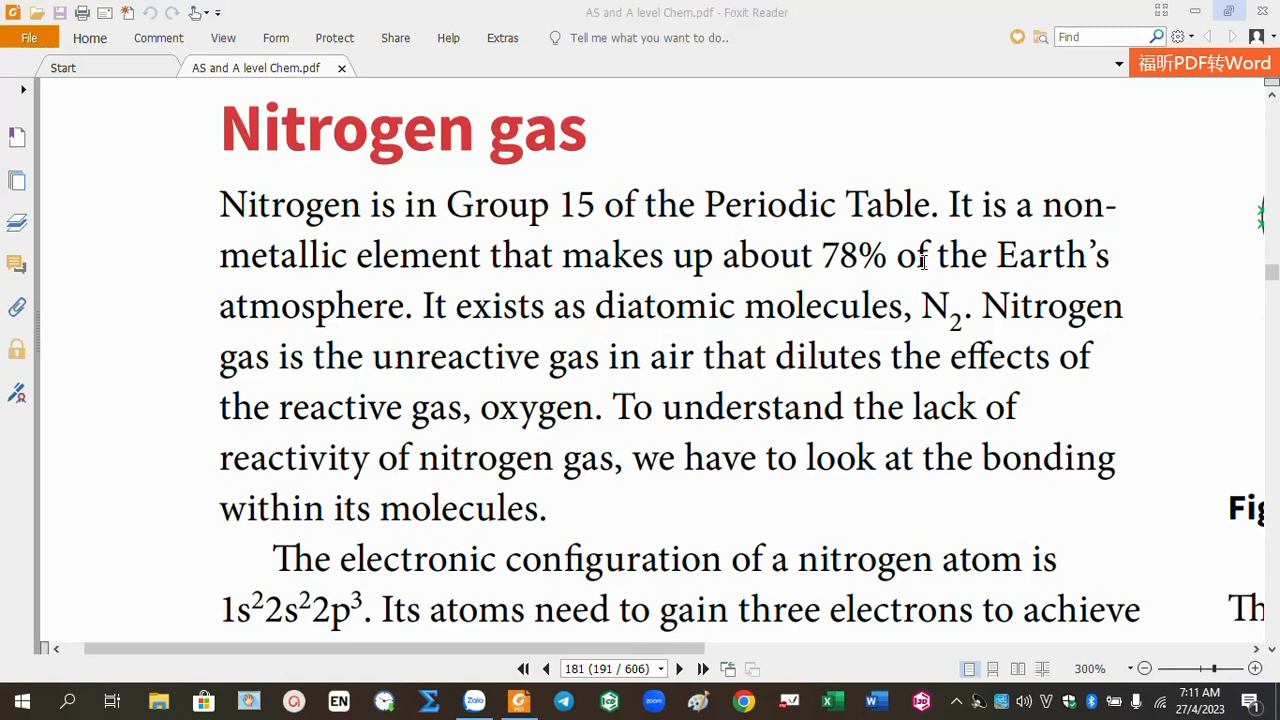 AS and A level Chem.pdf - Foxit Reader
File Home Comment View Form Protect Share Help Extras Tell me what you want to do.. Find
Start AS and A level Chem.pdf 福昕PDF转Word
Nitrogen gas
Nitrogen is in Group 15 of the Periodic Table. It is a non-
metallic element that makes up about 78% of the Earth’s
atmosphere. It exists as diatomic molecules, N₂. Nitrogen
gas is the unreactive gas in air that dilutes the effects of
the reactive gas, oxygen. To understand the lack of
reactivity of nitrogen gas, we have to look at the bonding
within its molecules.
Fig
The electronic configuration of a nitrogen atom is
1s²2s²2p³. Its atoms need to gain three electrons to achieve
Th
181 (191 / 606) 300%
EN Zalo zoom 7:11 AM
27/4/2023